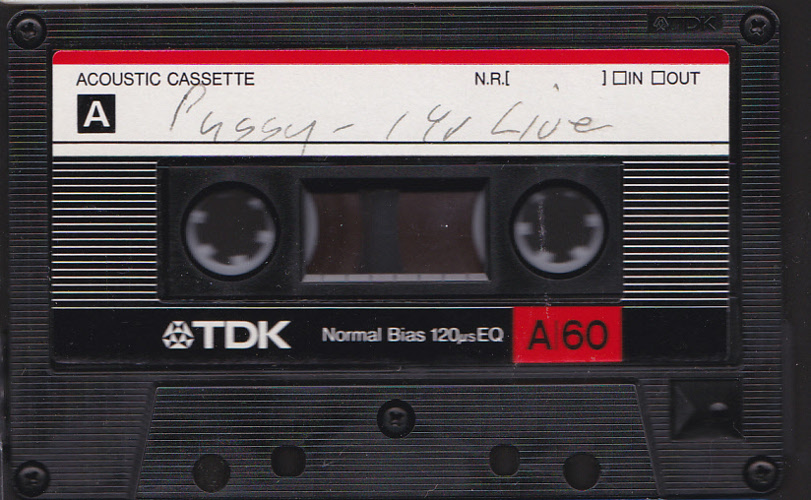 TDK
ACOUSTIC CASSETTE N.R.[ ] IN OUT
A Pussy - Live
TDK Normal Bias 120µs EQ A|60